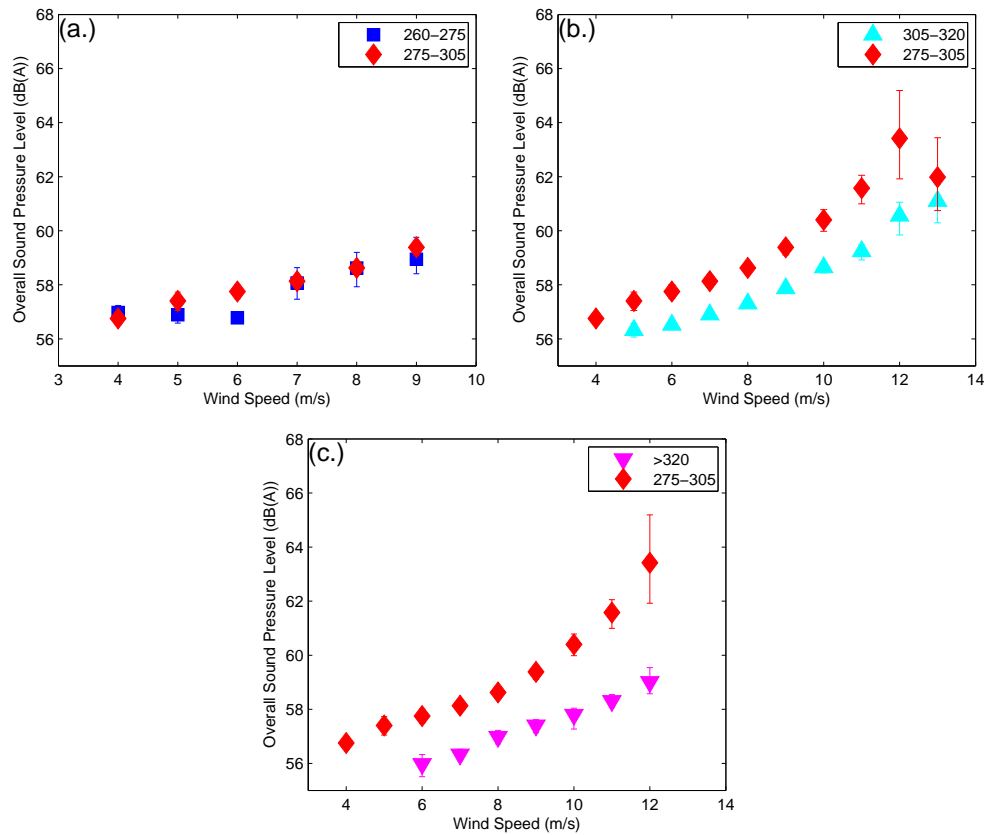 (a.)
260−275
275−305
68
66
64
62
60
58
56
Overall Sound Pressure Level (dB(A))
3 4 5 6 7 8 9 10
Wind Speed (m/s)
(b.)
305−320
275−305
68
66
64
62
60
58
56
Overall Sound Pressure Level (dB(A))
4 6 8 10 12 14
Wind Speed (m/s)
(c.)
>320
275−305
68
66
64
62
60
58
56
Overall Sound Pressure Level (dB(A))
4 6 8 10 12 14
Wind Speed (m/s)